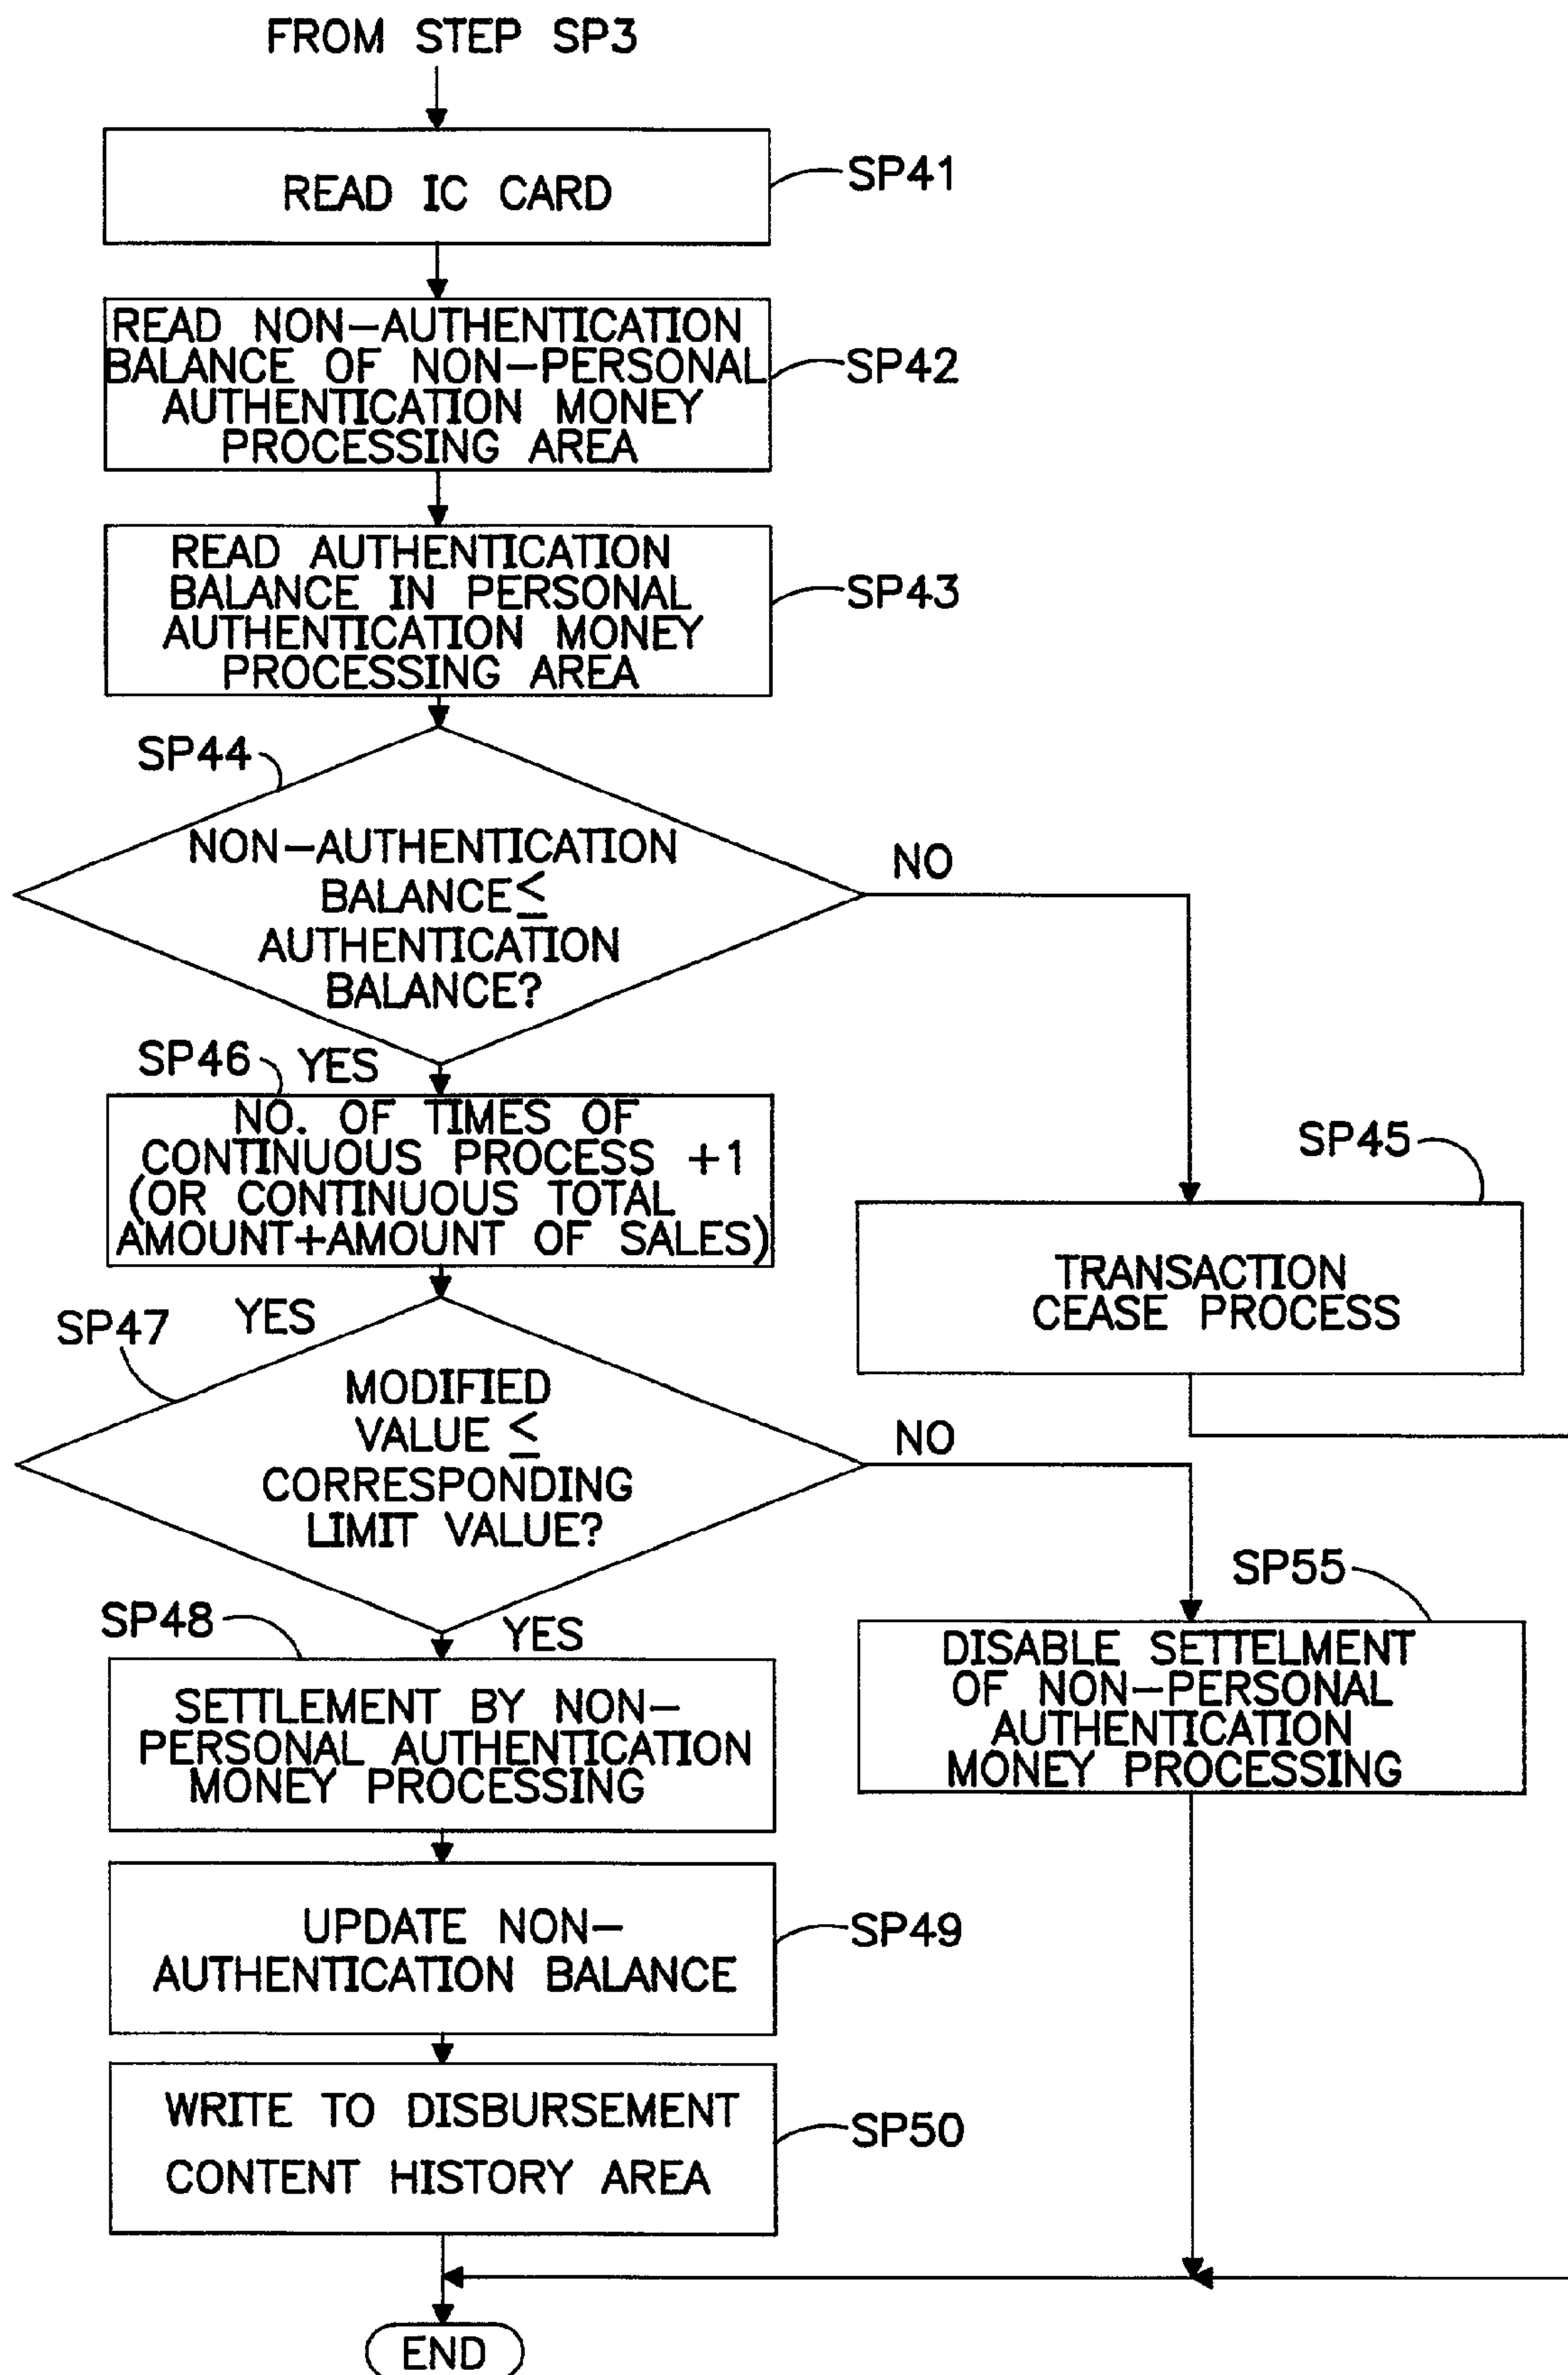 FROM STEP SP3
READ IC CARD
SP41
READ NON-AUTHENTICATION
BALANCE OF NON-PERSONAL
AUTHENTICATION MONEY
PROCESSING AREA
SP42
READ AUTHENTICATION
BALANCE IN PERSONAL
AUTHENTICATION MONEY
PROCESSING AREA
SP43
SP44
NON-AUTHENTICATION
BALANCE≤
AUTHENTICATION
BALANCE?
NO
YES
SP46
NO. OF TIMES OF
CONTINUOUS PROCESS +1
(OR CONTINUOUS TOTAL
AMOUNT+AMOUNT OF SALES)
SP45
TRANSACTION
CEASE PROCESS
YES
SP47
MODIFIED
VALUE ≤
CORRESPONDING
LIMIT VALUE?
NO
YES
SP48
SETTLEMENT BY NON-
PERSONAL AUTHENTICATION
MONEY PROCESSING
SP55
DISABLE SETTELMENT
OF NON-PERSONAL
AUTHENTICATION
MONEY PROCESSING
UPDATE NON-
AUTHENTICATION BALANCE
SP49
WRITE TO DISBURSEMENT
CONTENT HISTORY AREA
SP50
END